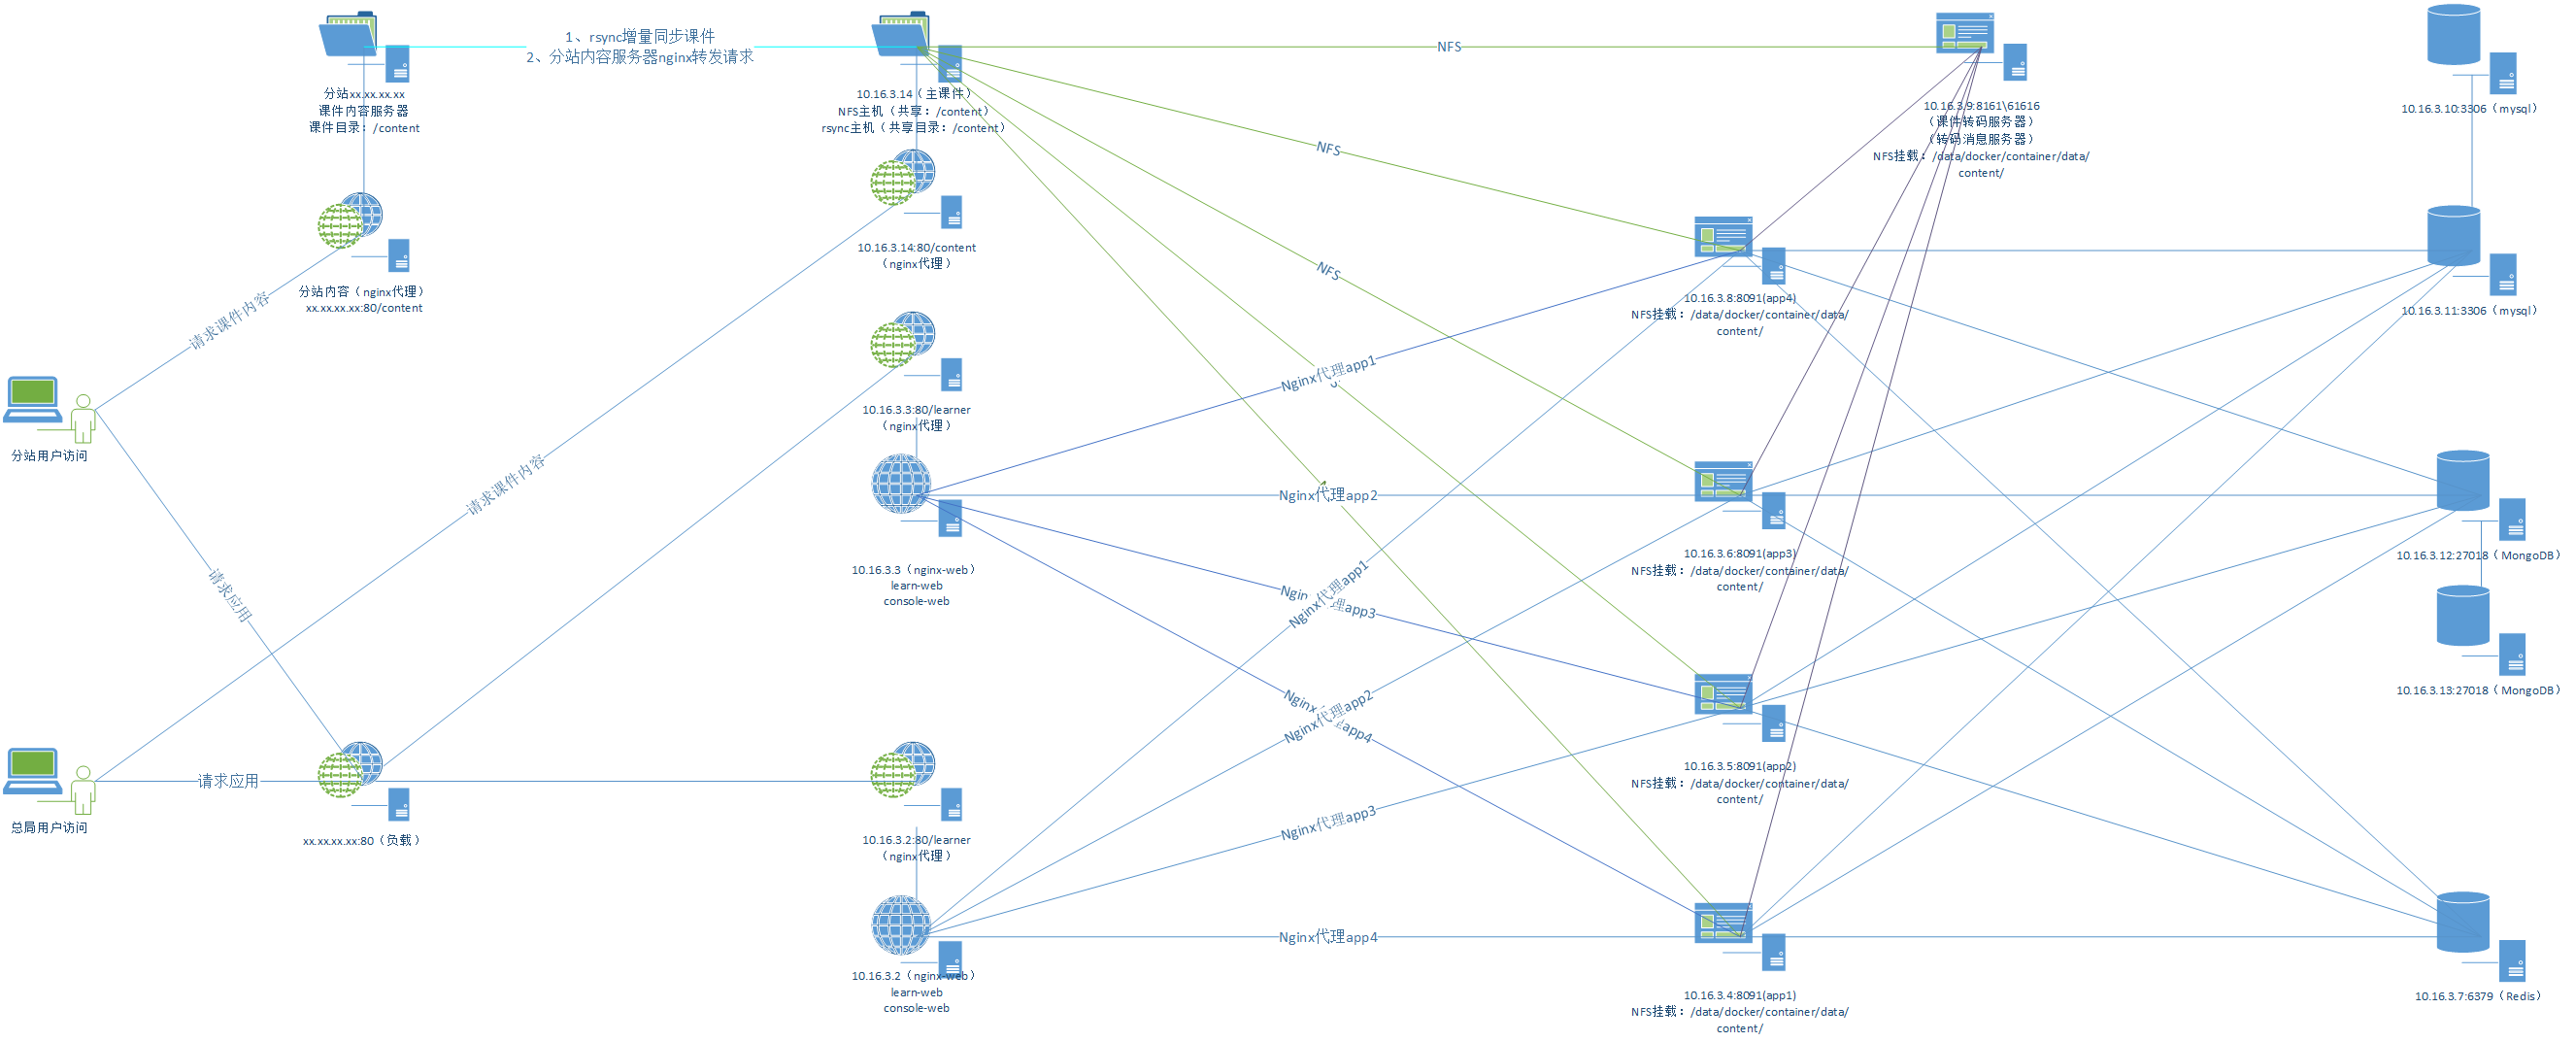 1、rsync增量同步课件
2、分站内容服务器nginx转发请求
NFS
分站xx.xx.xx.xx
课件内容服务器
课件目录：/content
10.16.3.14（主课件）
NFS主机（共享：/content）
rsync主机（共享目录：/content）
10.16.3.9:8161\61616
（课件转码服务器）
（转码消息服务器）
NFS挂载：/data/docker/container/data/
content/
10.16.3.10:3306（mysql）
NFS
分站内容（nginx代理）
xx.xx.xx.xx:80/content
10.16.3.14:80/content
（nginx代理）
NFS
10.16.3.8:8091(app4)
NFS挂载：/data/docker/container/data/
content/
10.16.3.11:3306（mysql）
请求课件内容
Nginx代理app1
10.16.3.3:80/learner
（nginx代理）
分站用户访问
请求课件内容
Nginx代理app2
10.16.3.3（nginx-web）
learn-web
console-web
10.16.3.6:8091(app3)
NFS挂载：/data/docker/container/data/
content/
10.16.3.12:27018（MongoDB）
请求应用
Nginx代理app1
Nginx代理app3
10.16.3.13:27018（MongoDB）
Nginx代理app2
app4
请求应用
总局用户访问
xx.xx.xx.xx:80（负载）
10.16.3.2:80/learner
（nginx代理）
Nginx代理app3
10.16.3.5:8091(app2)
NFS挂载：/data/docker/container/data/
content/
Nginx代理app4
10.16.3.2（nginx-web）
learn-web
console-web
10.16.3.4:8091(app1)
NFS挂载：/data/docker/container/data/
content/
10.16.3.7:6379（Redis）